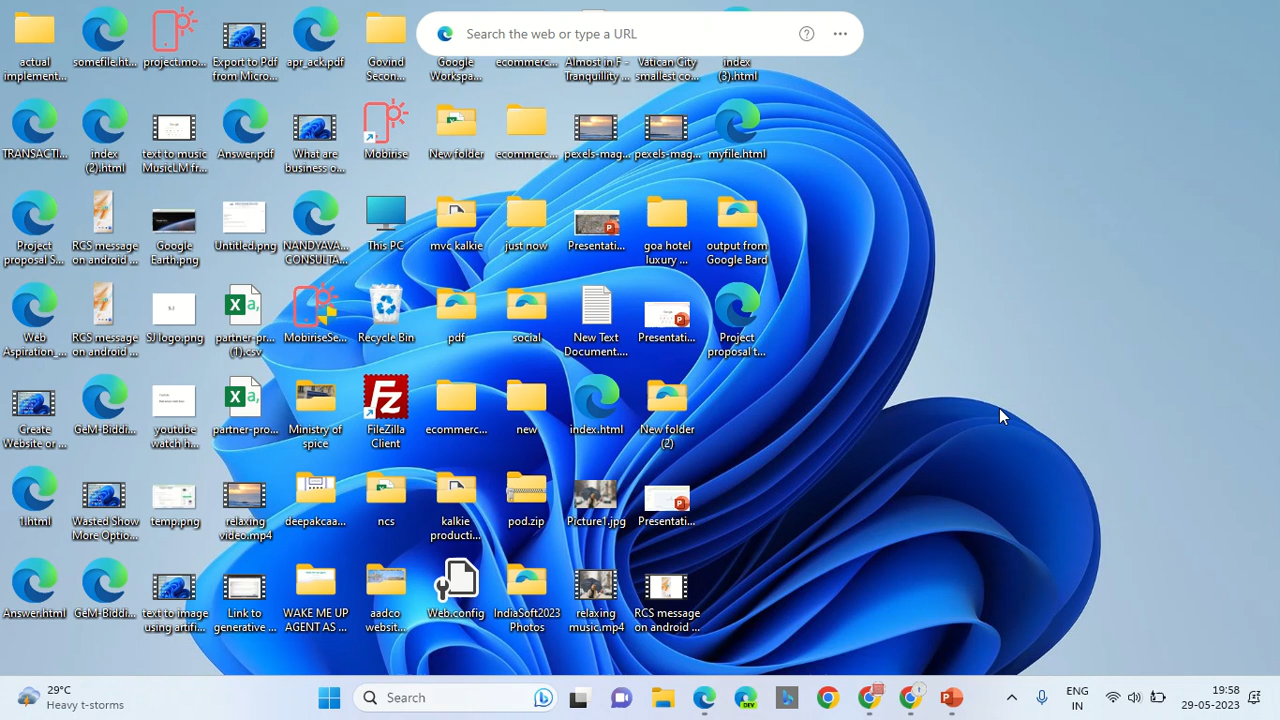 Search the web or type a URL
actual
implement...
somefile.ht...
project.mo...
Export to Pdf
from Micro...
apr_ack.pdf
Govind
Secon...
Google
Workspa...
ecommerc...
Almost in F -
Tranquillity ...
Vatican City
smallest co...
index
(3).html
TRANSACTI...
index
(2).html
text to music
MusicLM fr...
Answer.pdf
What are
business o...
Mobirise
New folder
ecommerc...
pexels-mag...
pexels-mag...
myfile.html
Project
proposal S...
RCS message
on android ...
Google
Earth.png
Untitled.png
NANDYAVA...
CONSULTA...
This PC
mvc kalkie
just now
Presentati...
goa hotel
luxury ...
output from
Google Bard
Web
Aspiration_...
RCS message
on android ...
SJ logo.png
partner-pr...
(1).csv
MobiriseSe...
Recycle Bin
pdf
social
New Text
Document....
Presentati...
Project
proposal t...
Create
Website or ...
GeM-Biddi...
youtube
watch h...
partner-pro...
Ministry of
spice
FileZilla
Client
ecommerc...
new
index.html
New folder
(2)
1.html
Wasted Show
More Optio...
temp.png
relaxing
video.mp4
deepakcaa...
ncs
kalkie
producti...
pod.zip
Picture1.jpg
Presentati...
Answer.html
GeM-Biddi...
text to image
using artifi...
Link to
generative ...
WAKE ME UP
AGENT AS ...
aadco
websit...
Web.config
IndiaSoft2023
Photos
relaxing
music.mp4
RCS message
on android ...
29°C
Heavy t-storms
Search
DEV
ENG
IN
19:58
29-05-2023